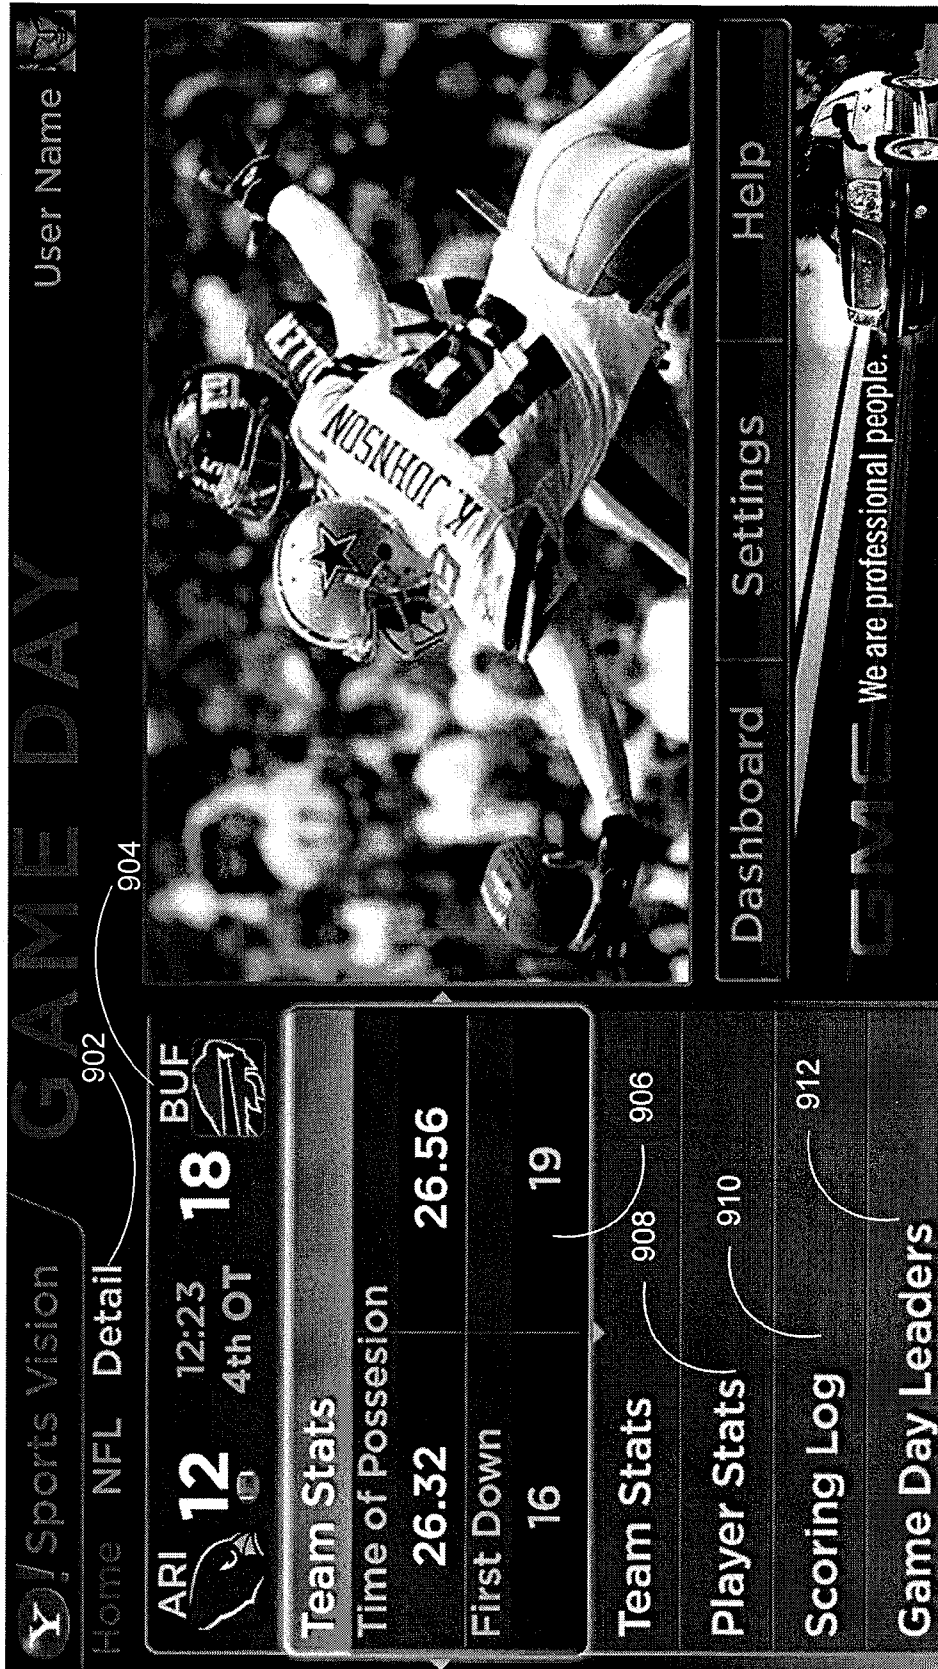 Y! Sports Vision
GAME DAY
User Name
Home NFL Detail
902
904
ARI 12 12:23 18 BUF
4th OT
Team Stats
Time of Possesion
26.32 26.56
First Down
16 19
906
Team Stats
908
Player Stats
910
Scoring Log
912
Game Day Leaders
K. JOHNSON
Dashboard Settings Help
GMC We are professional people.